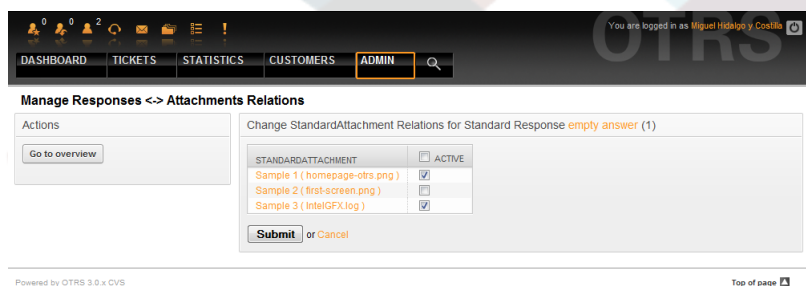 0 0 2
OTRS
You are logged in as Miguel Hidalgo y Costilla
DASHBOARD TICKETS STATISTICS CUSTOMERS ADMIN
Manage Responses <-> Attachments Relations
Actions
Go to overview
Change StandardAttachment Relations for Standard Response empty answer (1)
STANDARDATTACHMENT ACTIVE
Sample 1 ( homepage-otrs.png )
Sample 2 ( first-screen.png )
Sample 3 ( IntelGFX.log )
Submit or Cancel
Powered by OTRS 3.0.x CVS
Top of page